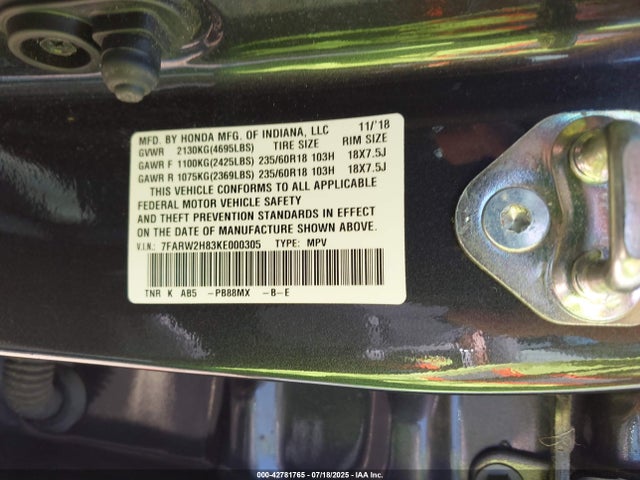 MFD. BY HONDA MFG. OF INDIANA, LLC 11/'18
GVWR 2130KG(4695LBS) TIRE SIZE RIM SIZE
GAWR F 1100KG(2425LBS) 235/60R18 103H 18X7.5J
GAWR R 1075KG(2369LBS) 235/60R18 103H 18X7.5J
THIS VEHICLE CONFORMS TO ALL APPLICABLE
FEDERAL MOTOR VEHICLE SAFETY
AND THEFT PREVENTION STANDARDS IN EFFECT
ON THE DATE OF MANUFACTURE SHOWN ABOVE.
V.I.N.: 7FARW2H83KE000305 TYPE: MPV
TNR K AB5 -PB88MX -B-E
000-42781765 07/18/2025 IAA Inc.